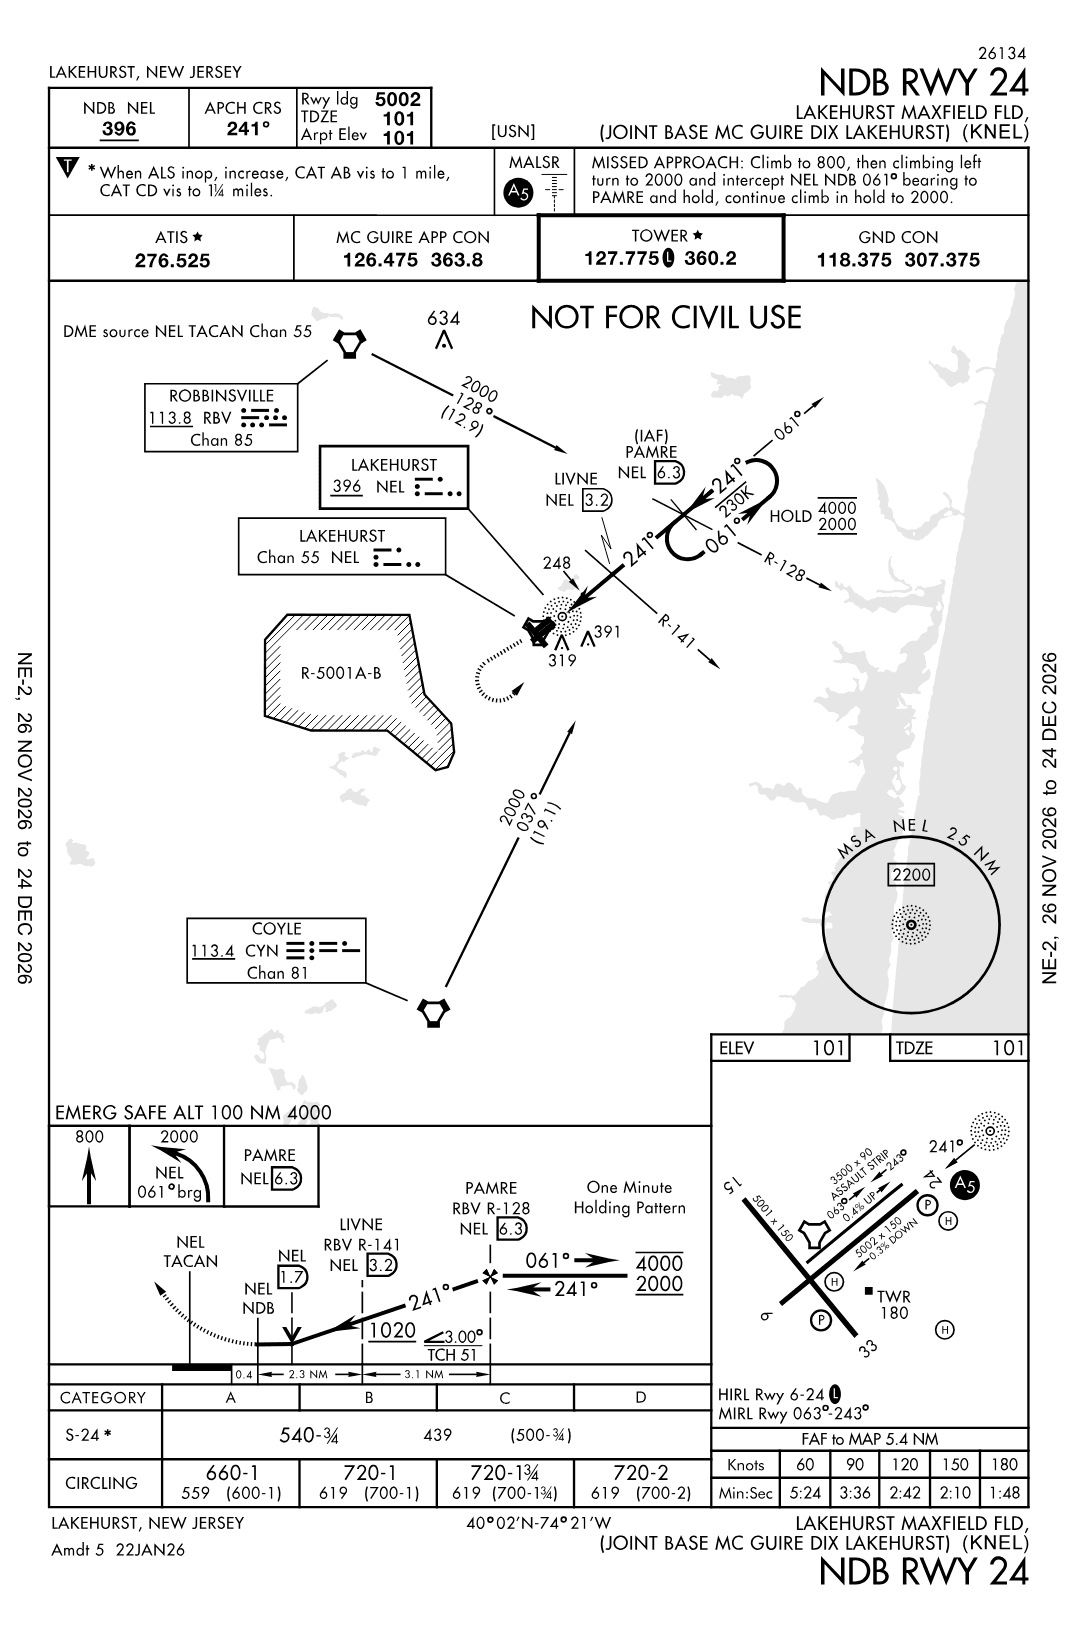 26134
LAKEHURST, NEW JERSEY
NDB RWY 24
LAKEHURST MAXFIELD FLD,
(JOINT BASE MC GUIRE DIX LAKEHURST) (KNEL)
[USN]
NDB NEL
396
APCH CRS
241°
Rwy ldg 5002
TDZE 101
Arpt Elev 101
T
* When ALS inop, increase, CAT AB vis to 1 mile,
CAT CD vis to 1¼ miles.
MALSR
A5
MISSED APPROACH: Climb to 800, then climbing left
turn to 2000 and intercept NEL NDB 061° bearing to
PAMRE and hold, continue climb in hold to 2000.
ATIS ★
276.525
MC GUIRE APP CON
126.475 363.8
TOWER ★
127.775 L 360.2
GND CON
118.375 307.375
NOT FOR CIVIL USE
DME source NEL TACAN Chan 55
634
ROBBINSVILLE
113.8 RBV
Chan 85
2000
128°
(12.9)
LAKEHURST
396 NEL
LAKEHURST
Chan 55 NEL
(IAF)
PAMRE
NEL 6.3
LIVNE
NEL 3.2
061°
241°
230K
061°
HOLD 4000
2000
241°
R-128
R-141
248
391
319
R-5001A-B
2000
037°
(19.1)
COYLE
113.4 CYN
Chan 81
MSA NEL 25 NM
2200
NE-2, 26 NOV 2026 to 24 DEC 2026
NE-2, 26 NOV 2026 to 24 DEC 2026
EMERG SAFE ALT 100 NM 4000
800
2000
NEL
061° brg
PAMRE
NEL 6.3
NEL
TACAN
NEL
NDB
NEL
1.7
LIVNE
RBV R-141
NEL 3.2
PAMRE
RBV R-128
NEL 6.3
One Minute
Holding Pattern
061°
241°
4000
2000
241°
1020
3.00°
TCH 51
0.4
2.3 NM
3.1 NM
ELEV 101
TDZE 101
241°
A5
24
P
H
3500 x 90
ASSAULT STRIP
063° 243°
0.4% UP
15
5001 x 150
5002 x 150
0.3% DOWN
H
TWR
180
6
P
33
H
HIRL Rwy 6-24 L
MIRL Rwy 063°-243°
CATEGORY A B C D
S-24 * 540-¾ 439 (500-¾)
CIRCLING
660-1
559 (600-1)
720-1
619 (700-1)
720-1¾
619 (700-1¾)
720-2
619 (700-2)
FAF to MAP 5.4 NM
Knots 60 90 120 150 180
Min:Sec 5:24 3:36 2:42 2:10 1:48
LAKEHURST, NEW JERSEY
Amdt 5 22JAN26
40°02'N-74°21'W
LAKEHURST MAXFIELD FLD,
(JOINT BASE MC GUIRE DIX LAKEHURST) (KNEL)
NDB RWY 24